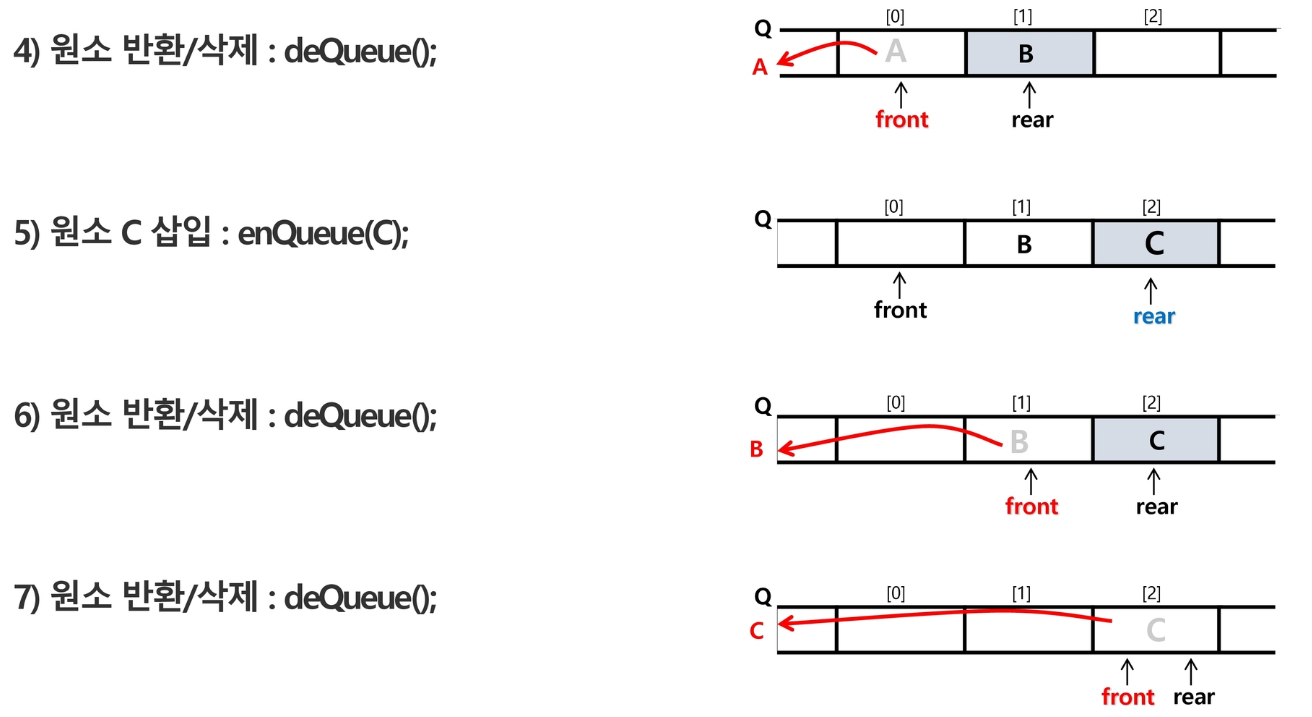 4) 원소 반환/삭제 : deQueue();
[0] [1] [2]
Q
A A B
front rear
5) 원소 C 삽입 : enQueue(C);
[0] [1] [2]
Q
B C
front rear
6) 원소 반환/삭제 : deQueue();
[0] [1] [2]
Q
B B C
front rear
7) 원소 반환/삭제 : deQueue();
[0] [1] [2]
Q
C C
front rear